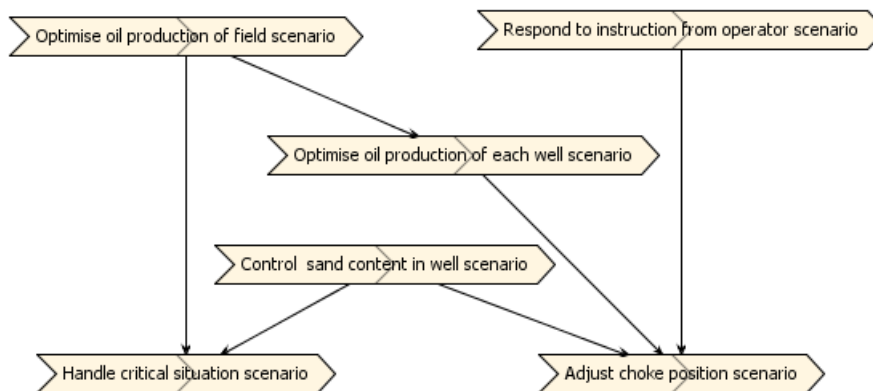 Optimise oil production of field scenario
Respond to instruction from operator scenario
Optimise oil production of each well scenario
Control sand content in well scenario
Handle critical situation scenario
Adjust choke position scenario